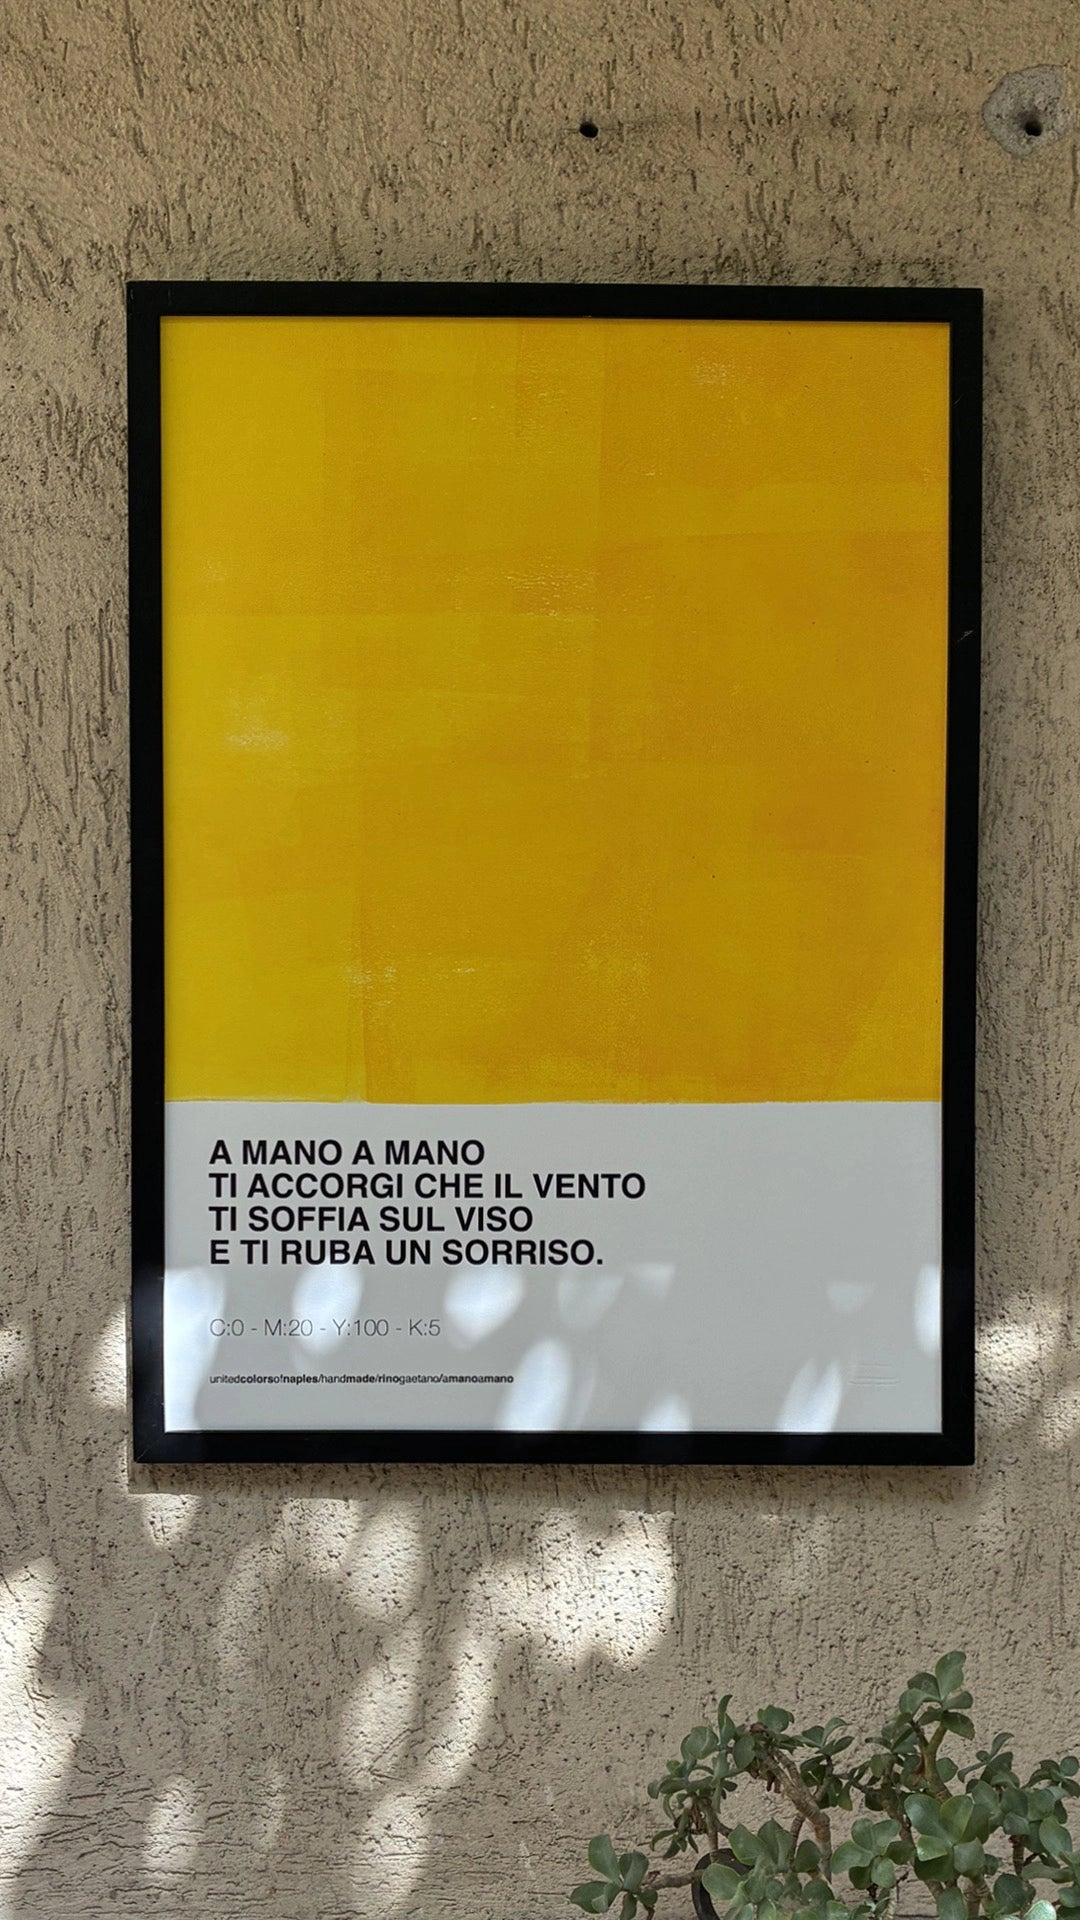 A MANO A MANO
TI ACCORGI CHE IL VENTO
TI SOFFIA SUL VISO
E TI RUBA UN SORRISO.
C:0 - M:20 - Y:100 - K:5
unitedcolorsofnaples/handmade/rinogaetano/amanoamano